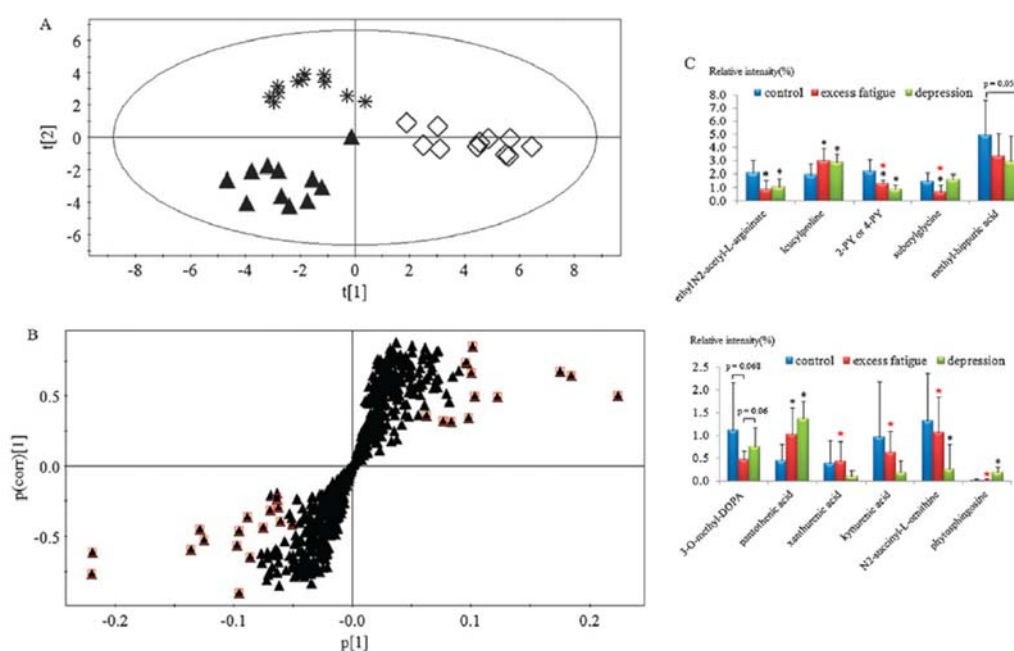 A
6
4
2
0
-2
-4
-6
t[2]
-8
-6
-4
-2
0
2
4
6
8
t[1]
B
0.5
0.0
-0.5
p(corr)[1]
-0.2
-0.1
-0.0
0.1
0.2
p[1]
C
Relative intensity(%)
control excess fatigue depression
p = 0.05
8.0
7.0
6.0
5.0
4.0
3.0
2.0
1.0
0.0
ethyl N2-acetyl-L-argininate
leucylproline
2-PY or 4-PY
suberylglycine
methyl-hippuric acid
Relative intensity(%)
control excess fatigue depression
2.5
2.0
1.5
1.0
0.5
0.0
p = 0.068
p = 0.06
3-O-methyl-DOPA
pantothenic acid
xanthurenic acid
kynurenic acid
N2-succinyl-L-ornithine
phytosphingosine